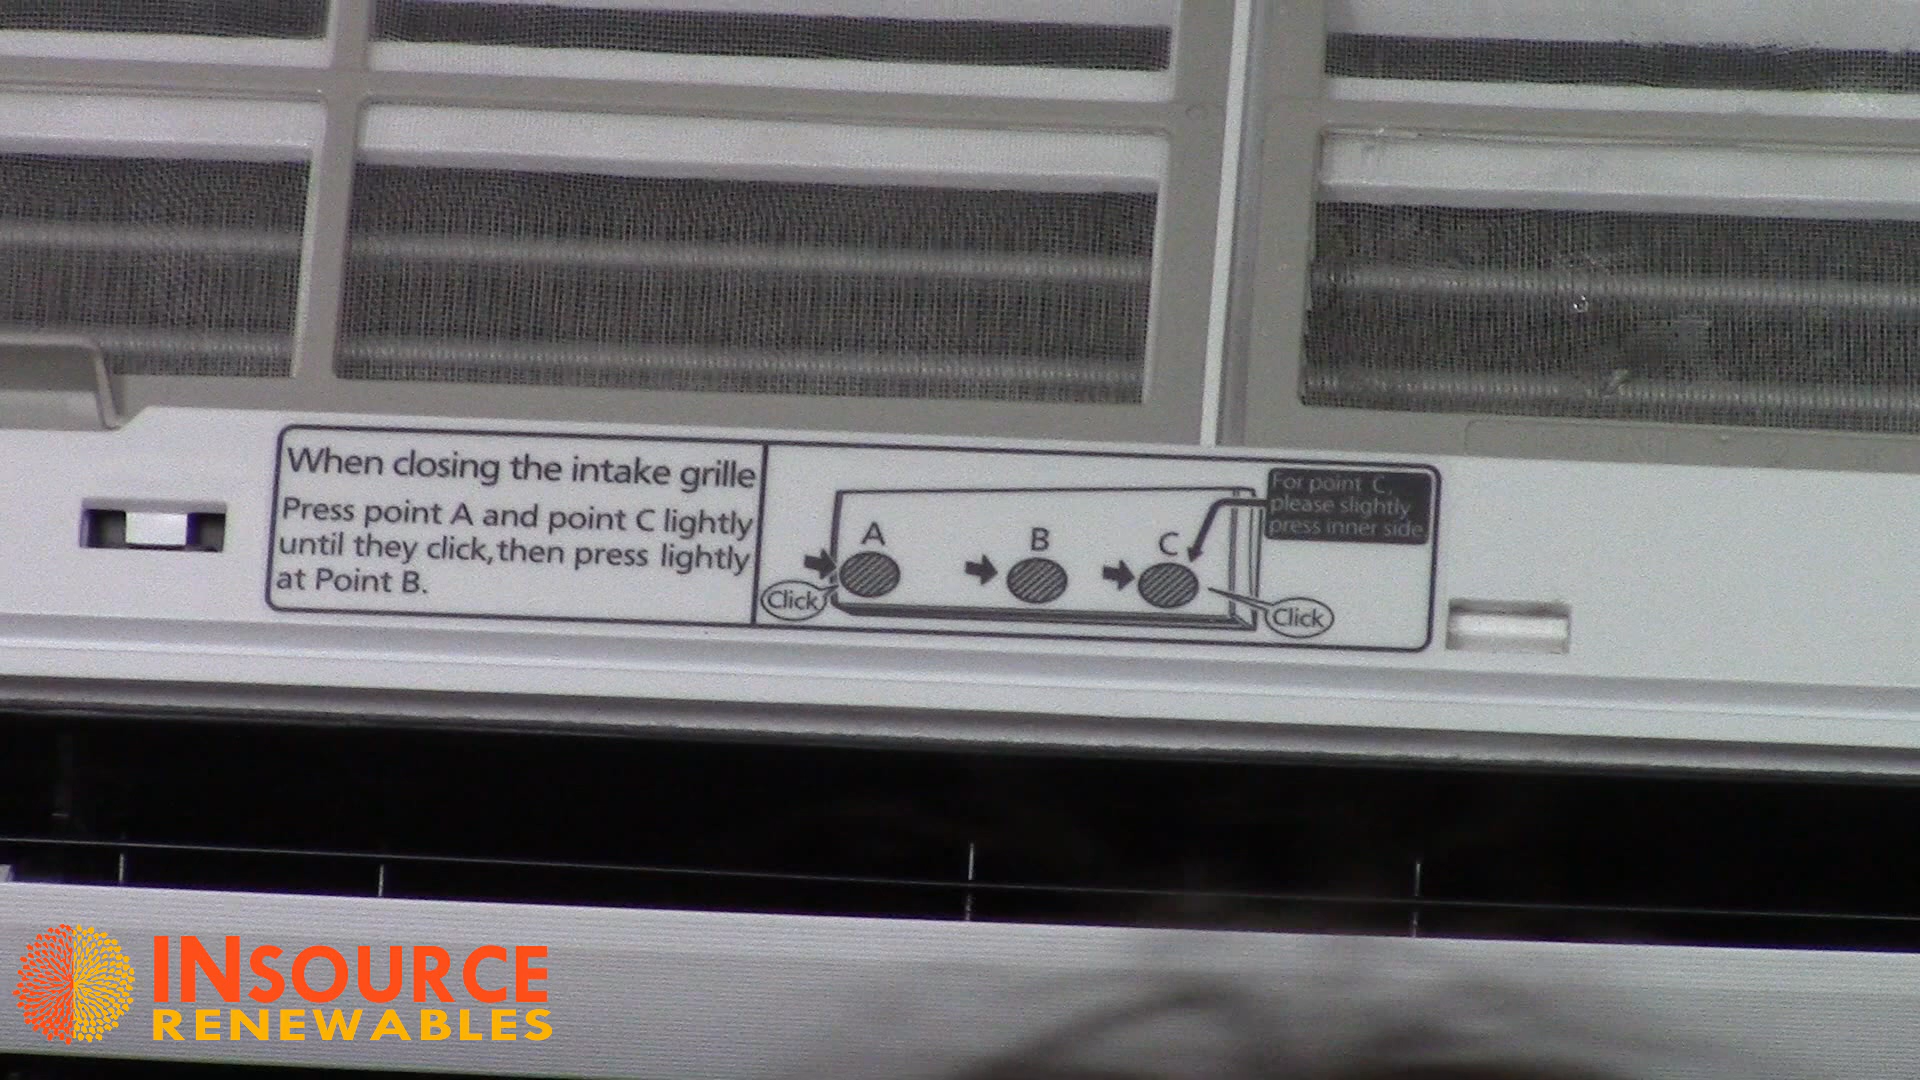 When closing the intake grille
Press point A and point C lightly
until they click, then press lightly
at Point B.
A
B
C
Click
Click
For point C,
please slightly
press inner side
INSOURCE
RENEWABLES